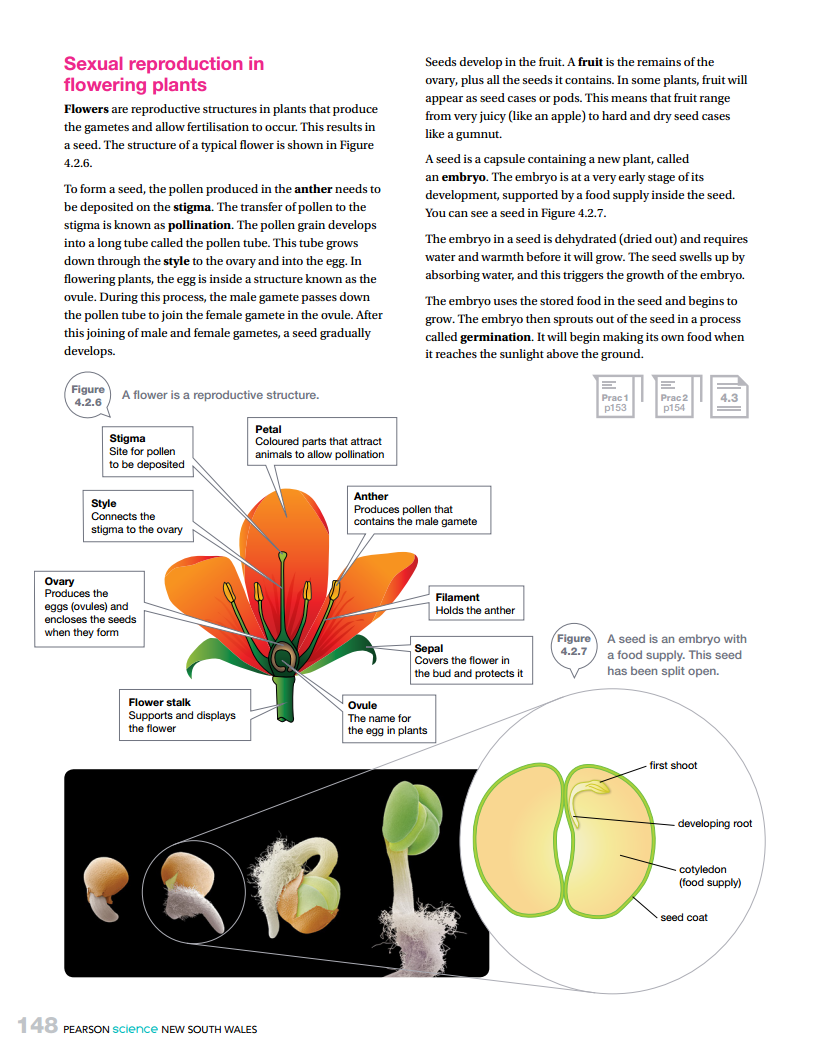 Sexual reproduction in
flowering plants
Flowers are reproductive structures in plants that produce
the gametes and allow fertilisation to occur. This results in
a seed. The structure of a typical flower is shown in Figure
4.2.6.
To form a seed, the pollen produced in the anther needs to
be deposited on the stigma. The transfer of pollen to the
stigma is known as pollination. The pollen grain develops
into a long tube called the pollen tube. This tube grows
down through the style to the ovary and into the egg. In
flowering plants, the egg is inside a structure known as the
ovule. During this process, the male gamete passes down
the pollen tube to join the female gamete in the ovule. After
this joining of male and female gametes, a seed gradually
develops.
Seeds develop in the fruit. A fruit is the remains of the
ovary, plus all the seeds it contains. In some plants, fruit will
appear as seed cases or pods. This means that fruit range
from very juicy (like an apple) to hard and dry seed cases
like a gumnut.
A seed is a capsule containing a new plant, called
an embryo. The embryo is at a very early stage of its
development, supported by a food supply inside the seed.
You can see a seed in Figure 4.2.7.
The embryo in a seed is dehydrated (dried out) and requires
water and warmth before it will grow. The seed swells up by
absorbing water, and this triggers the growth of the embryo.
The embryo uses the stored food in the seed and begins to
grow. The embryo then sprouts out of the seed in a process
called germination. It will begin making its own food when
it reaches the sunlight above the ground.
Prac 1
p153
Prac 2
p154
4.3
Figure
4.2.6
A flower is a reproductive structure.
Stigma
Site for pollen
to be deposited
Petal
Coloured parts that attract
animals to allow pollination
Style
Connects the
stigma to the ovary
Anther
Produces pollen that
contains the male gamete
Ovary
Produces the
eggs (ovules) and
encloses the seeds
when they form
Filament
Holds the anther
Sepal
Covers the flower in
the bud and protects it
Flower stalk
Supports and displays
the flower
Ovule
The name for
the egg in plants
Figure
4.2.7
A seed is an embryo with
a food supply. This seed
has been split open.
first shoot
developing root
cotyledon
(food supply)
seed coat
148 PEARSON science NEW SOUTH WALES